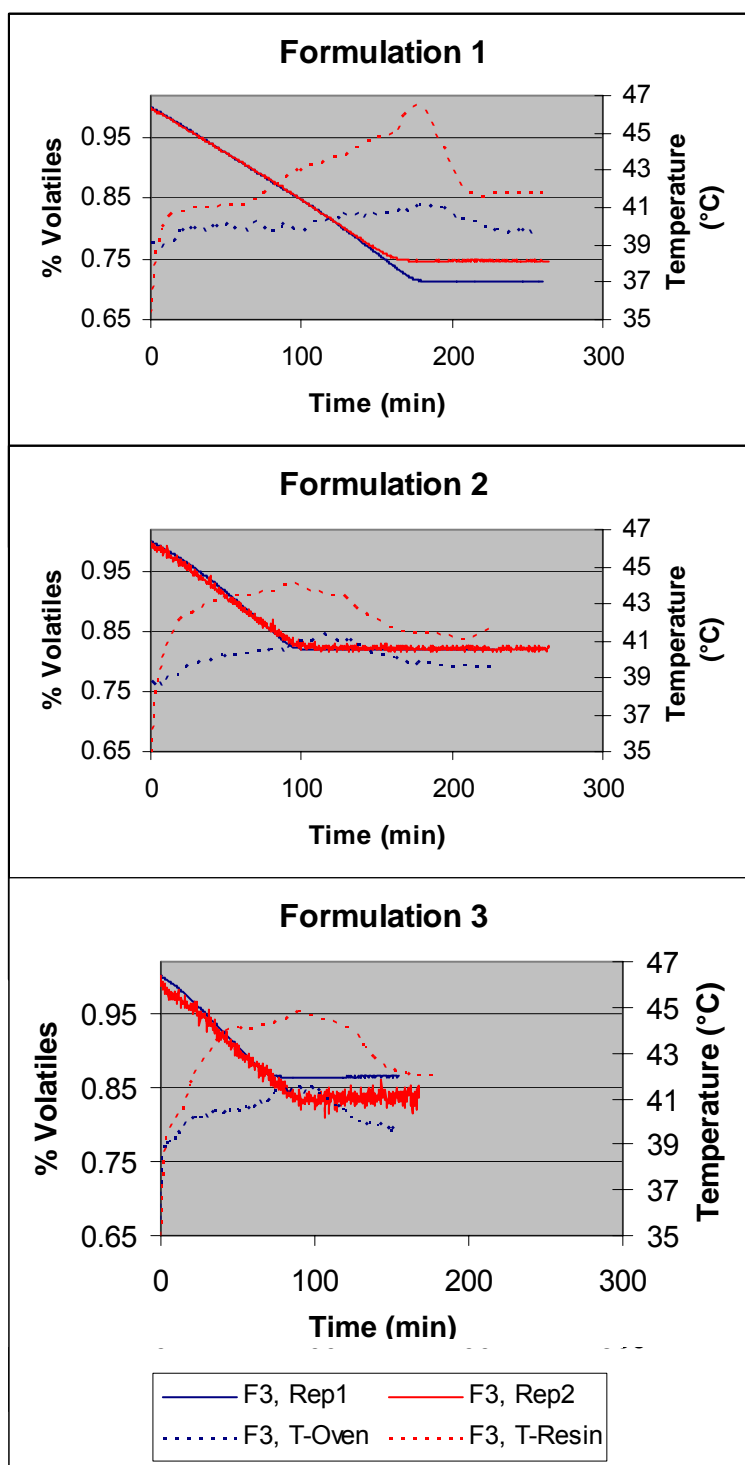 Formulation 1
% Volatiles
0.95
0.85
0.75
0.65
47
45
43
41
39
37
35
Temperature
(°C)
0 100 200 300
Time (min)
Formulation 2
% Volatiles
0.95
0.85
0.75
0.65
47
45
43
41
39
37
35
Temperature
(°C)
0 100 200 300
Time (min)
Formulation 3
% Volatiles
0.95
0.85
0.75
0.65
47
45
43
41
39
37
35
Temperature (°C)
0 100 200 300
Time (min)
F3, Rep1 F3, Rep2
F3, T-Oven F3, T-Resin